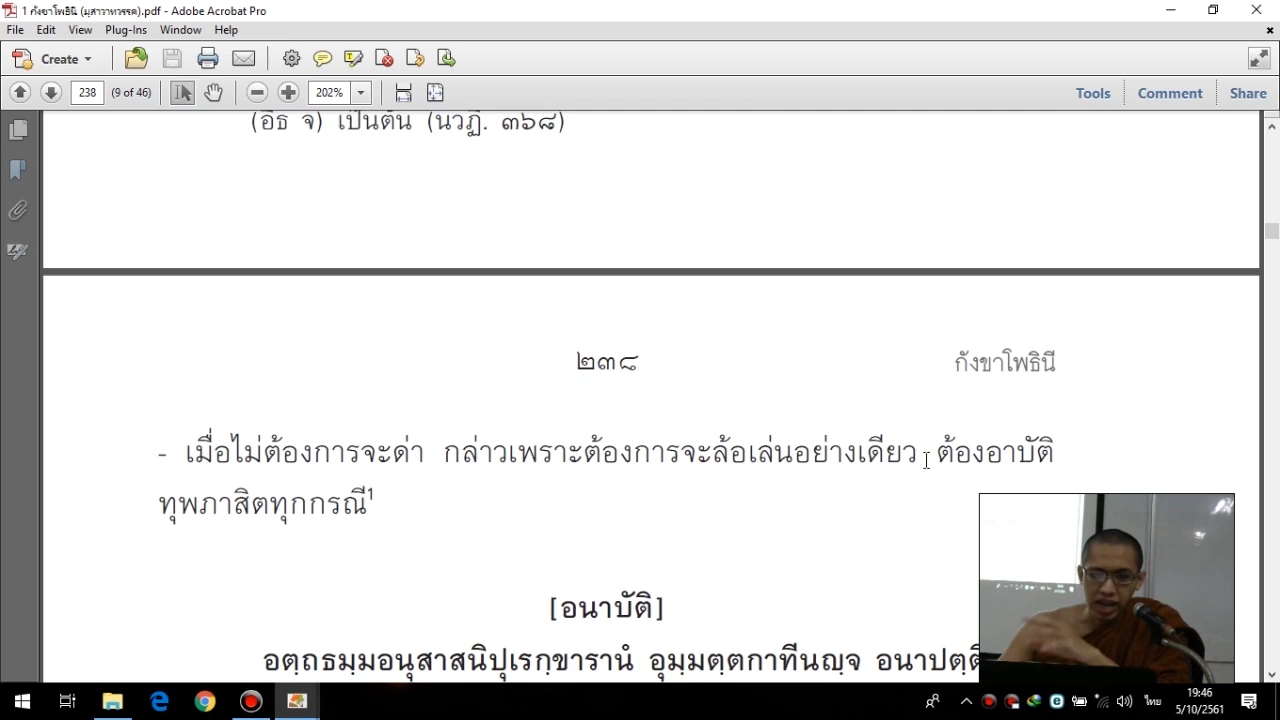 1 กังขาโพธินี (มุสาวาทวรรค).pdf - Adobe Acrobat Pro
File Edit View Plug-Ins Window Help
Create
238 (9 of 46) 202% Tools Comment Share
(อิธ จ) เป็นต้น (นวฏี. ๓๖๘)
๒๓๘ กังขาโพธินี
- เมื่อไม่ต้องการจะด่า กล่าวเพราะต้องการจะล้อเล่นอย่างเดียว ต้องอาบัติ
ทุพภาสิตทุกกรณี1
[อนาบัติ]
อตฺถธมฺมอนุสาสนิปุเรกฺขารานํ อุมฺมตฺตกาทีนญฺจ อนาปตฺติ
ไทย 19:46
5/10/2561